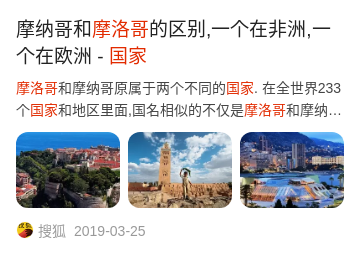 摩纳哥和摩洛哥的区别,一个在非洲,一
个在欧洲 - 国家
摩洛哥和摩纳哥原属于两个不同的国家. 在全世界233
个国家和地区里面,国名相似的不仅是摩洛哥和摩纳...
搜狐 2019-03-25